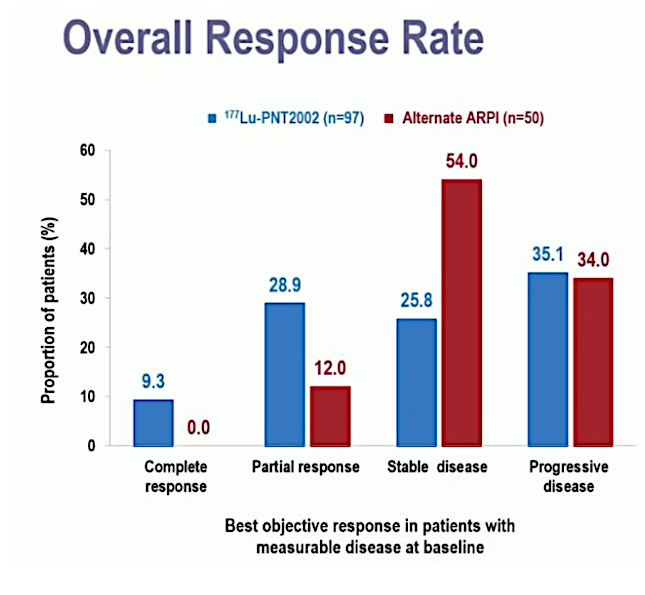 Overall Response Rate
¹⁷⁷Lu-PNT2002 (n=97) Alternate ARPI (n=50)
Proportion of patients (%)
60
50
40
30
20
10
0
9.3
0.0
28.9
12.0
25.8
54.0
35.1
34.0
Complete
response
Partial response
Stable disease
Progressive
disease
Best objective response in patients with
measurable disease at baseline